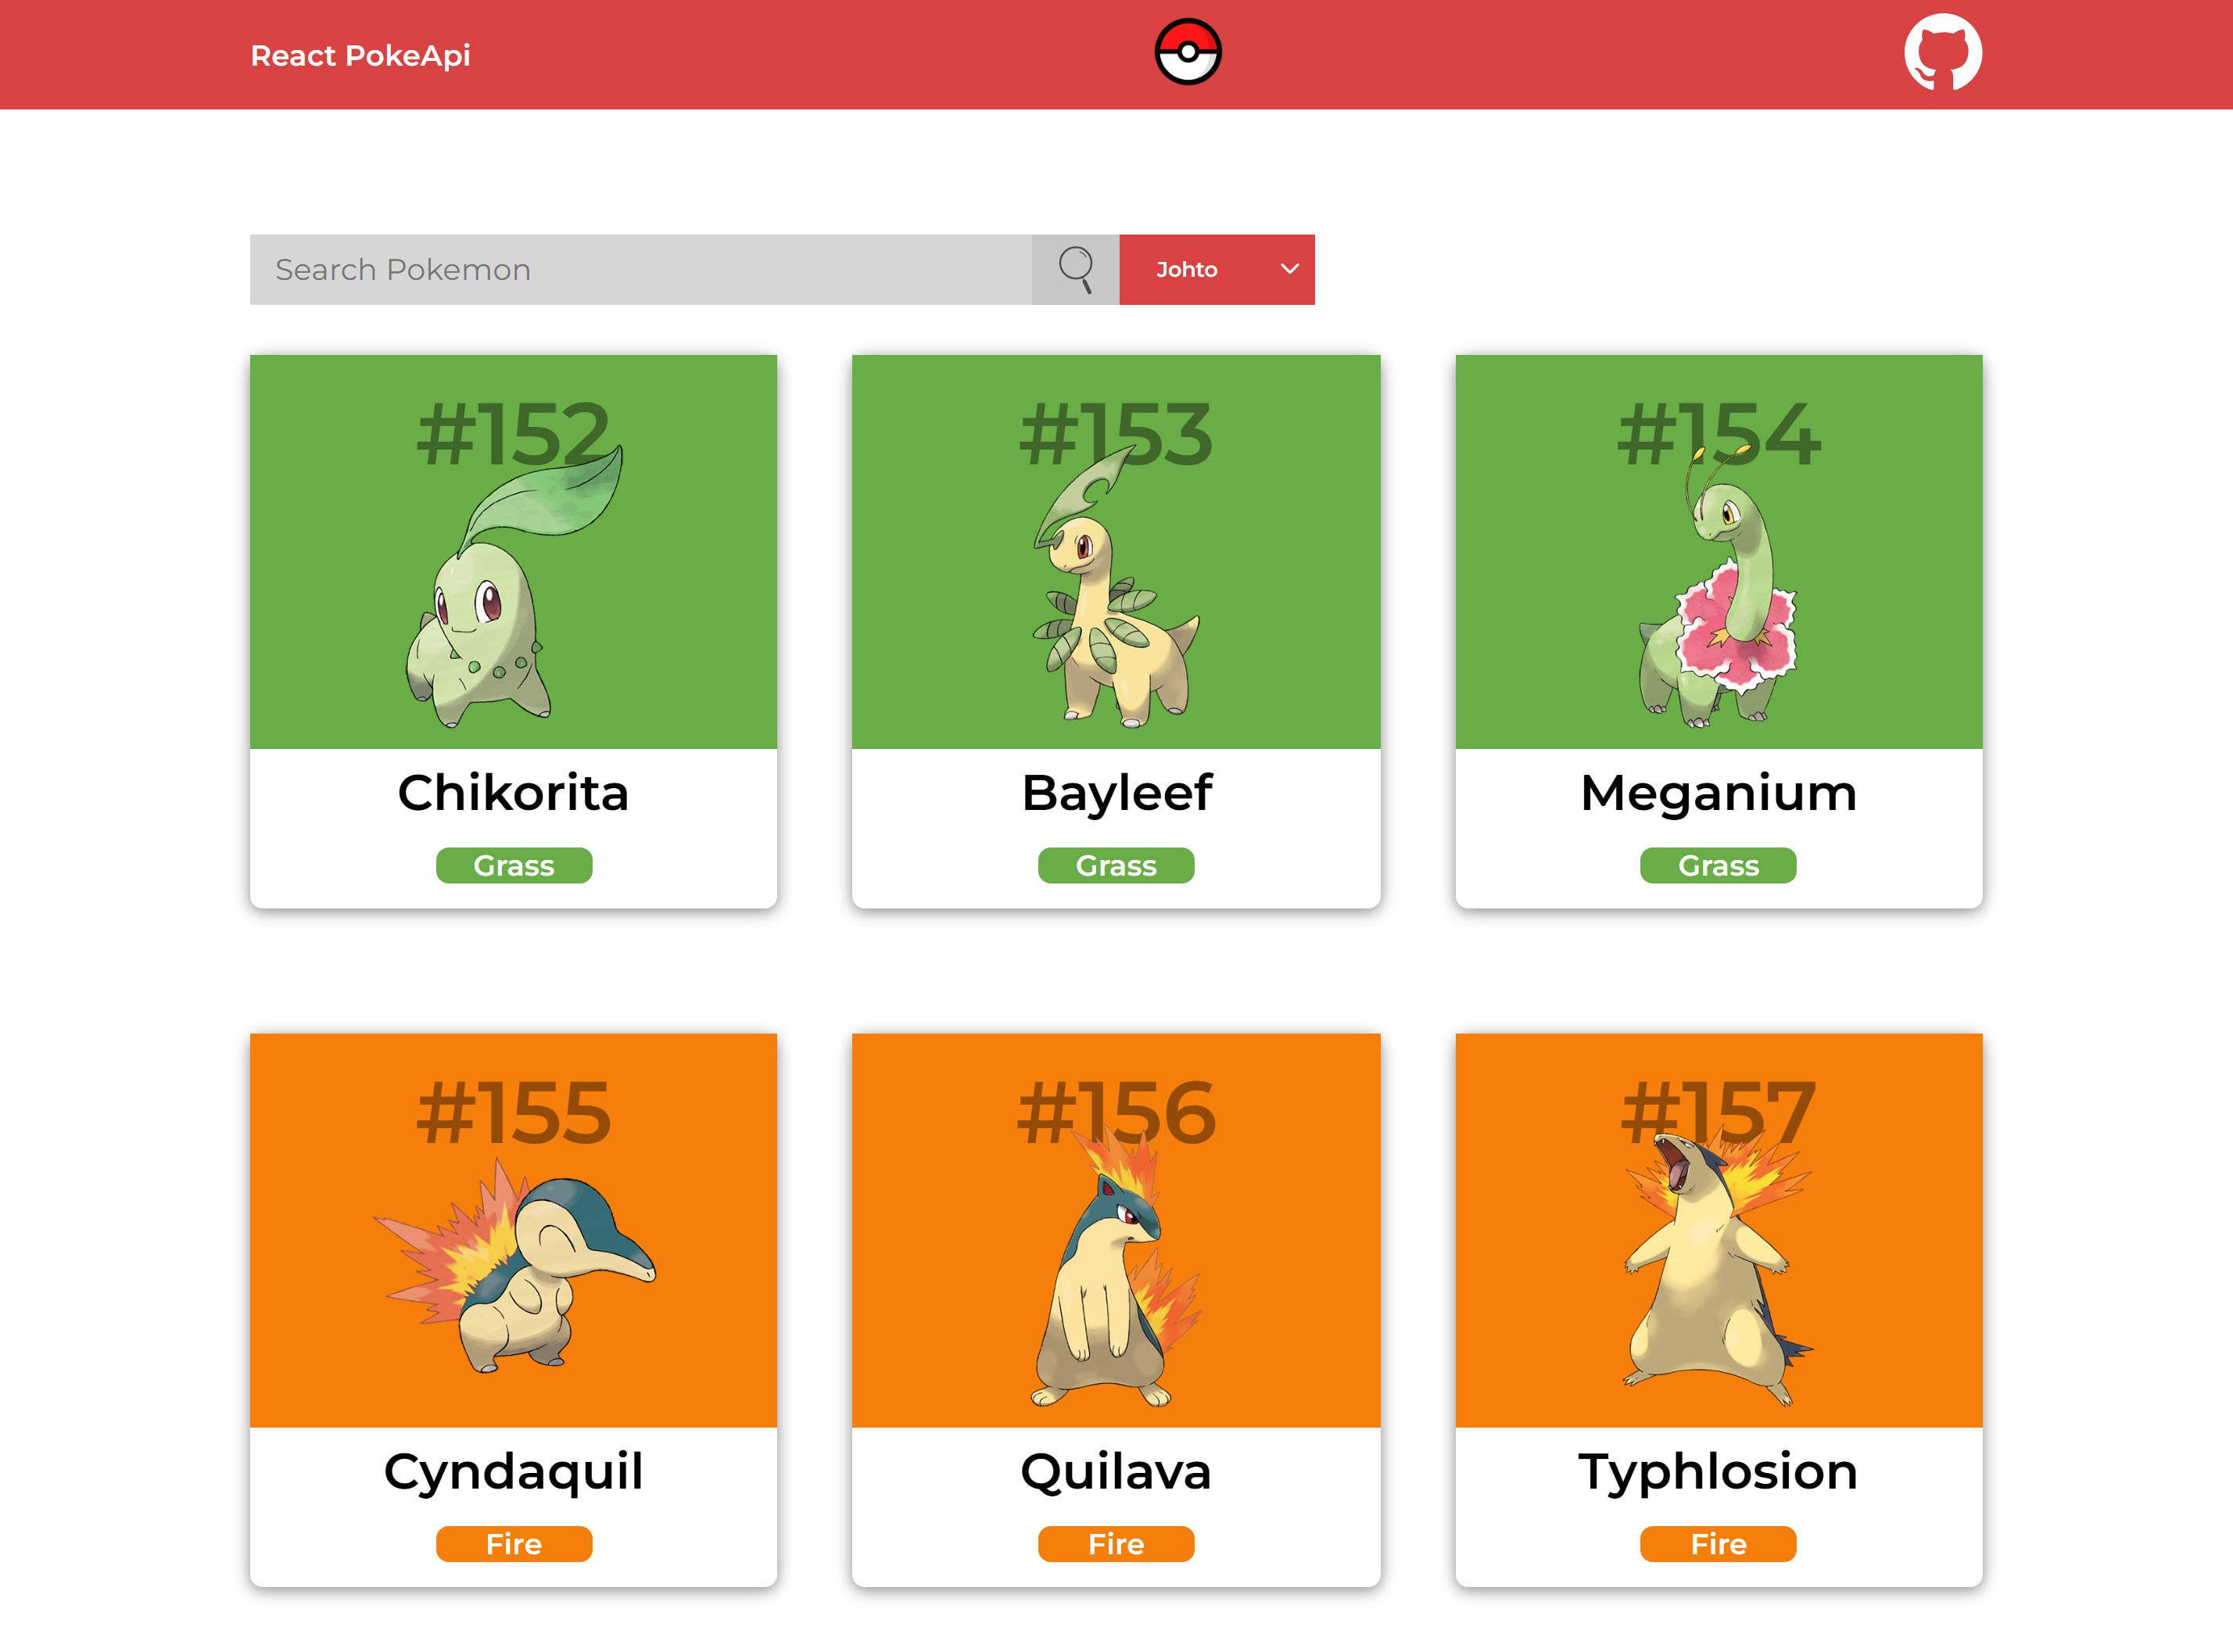 React PokeApi
Search Pokemon
Johto
#152
#153
#154
Chikorita
Bayleef
Meganium
Grass
Grass
Grass
#155
#156
#157
Cyndaquil
Quilava
Typhlosion
Fire
Fire
Fire